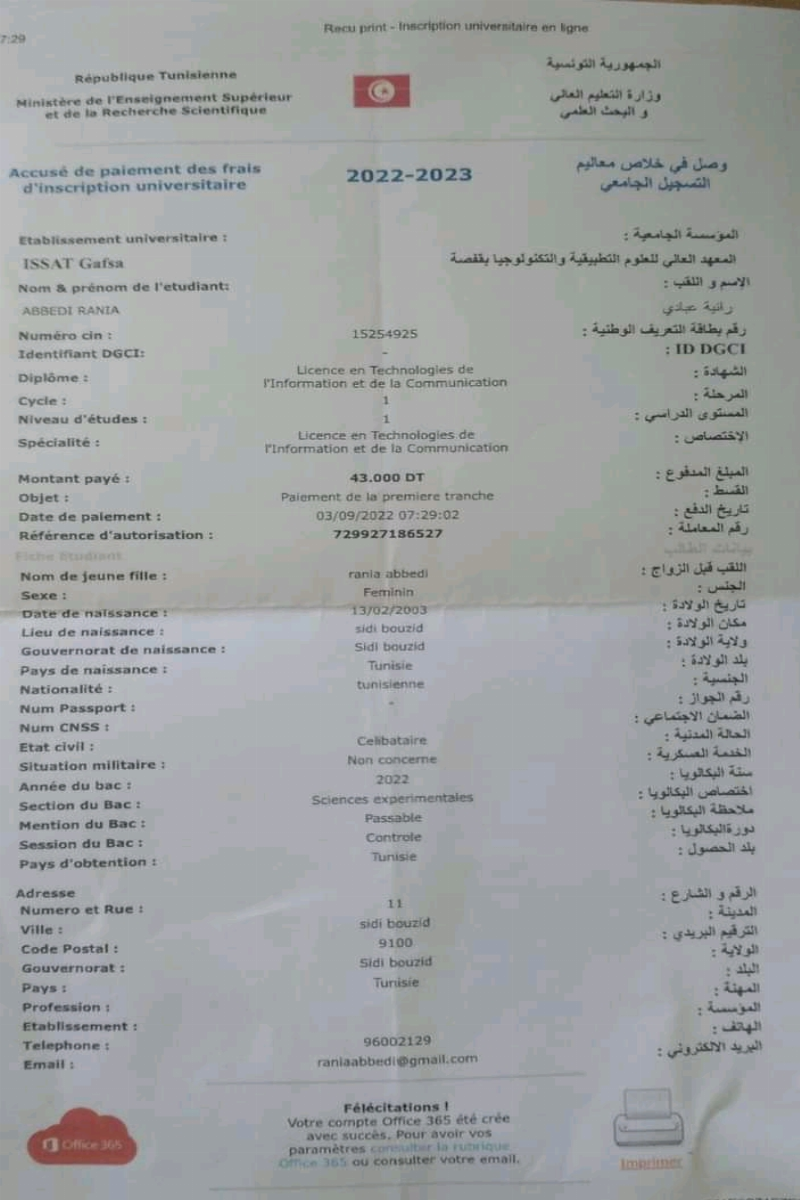 7:29
Recu print - Inscription universitaire en ligne
République Tunisienne
Ministère de l'Enseignement Supérieur
et de la Recherche Scientifique
الجمهورية التونسية
وزارة التعليم العالي
و البحث العلمي
Accusé de paiement des frais
d'inscription universitaire
2022-2023
وصل في خلاص معاليم
التسجيل الجامعي
Etablissement universitaire : المؤسسة الجامعية :
ISSAT Gafsa المعهد العالي للعلوم التطبيقية والتكنولوجيا بقفصة
Nom & prénom de l'etudiant: الإسم و اللقب :
ABBEDI RANIA رانية عبادي
Numéro cin : 15254925 رقم بطاقة التعريف الوطنية :
Identifiant DGCI: - ID DGCI :
Diplôme : Licence en Technologies de l'Information et de la Communication الشهادة :
Cycle : 1 المرحلة :
Niveau d'études : 1 المستوى الدراسي :
Spécialité : Licence en Technologies de l'Information et de la Communication الإختصاص :
Montant payé : 43.000 DT المبلغ المدفوع :
Objet : Paiement de la premiere tranche القسط :
Date de paiement : 03/09/2022 07:29:02 تاريخ الدفع :
Référence d'autorisation : 729927186527 رقم المعاملة :
Fiche Etudiant بيانات الطالب
Nom de jeune fille : rania abbedi اللقب قبل الزواج :
Sexe : Feminin الجنس :
Date de naissance : 13/02/2003 تاريخ الولادة :
Lieu de naissance : sidi bouzid مكان الولادة :
Gouvernorat de naissance : Sidi bouzid ولاية الولادة :
Pays de naissance : Tunisie بلد الولادة :
Nationalité : tunisienne الجنسية :
Num Passport : - رقم الجواز :
Num CNSS : الضمان الاجتماعي :
Etat civil : Celibataire الحالة المدنية :
Situation militaire : Non concerne الخدمة العسكرية :
Année du bac : 2022 سنة البكالوريا :
Section du Bac : Sciences experimentales اختصاص البكالوريا :
Mention du Bac : Passable ملاحظة البكالوريا :
Session du Bac : Controle دورة البكالوريا :
Pays d'obtention : Tunisie بلد الحصول :
Adresse
Numero et Rue : 11 الرقم و الشارع :
Ville : sidi bouzid المدينة :
Code Postal : 9100 الترقيم البريدي :
Gouvernorat : Sidi bouzid الولاية :
Pays : Tunisie البلد :
Profession : المهنة :
Etablissement : المؤسسة :
Telephone : 96002129 الهاتف :
Email : raniaabbedi@gmail.com البريد الالكتروني :
Office 365
Félécitations !
Votre compte Office 365 été crée
avec succès. Pour avoir vos
paramètres consulter la rubrique
Office 365 ou consulter votre email.
Imprimer